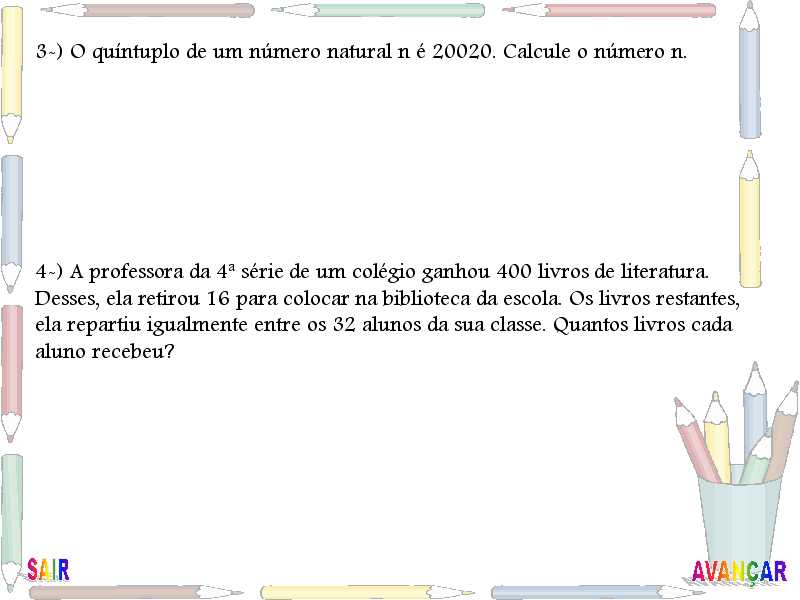 3-) O quíntuplo de um número natural n é 20020. Calcule o número n.
4-) A professora da 4ª série de um colégio ganhou 400 livros de literatura.
Desses, ela retirou 16 para colocar na biblioteca da escola. Os livros restantes,
ela repartiu igualmente entre os 32 alunos da sua classe. Quantos livros cada
aluno recebeu?
SAIR
AVANÇAR